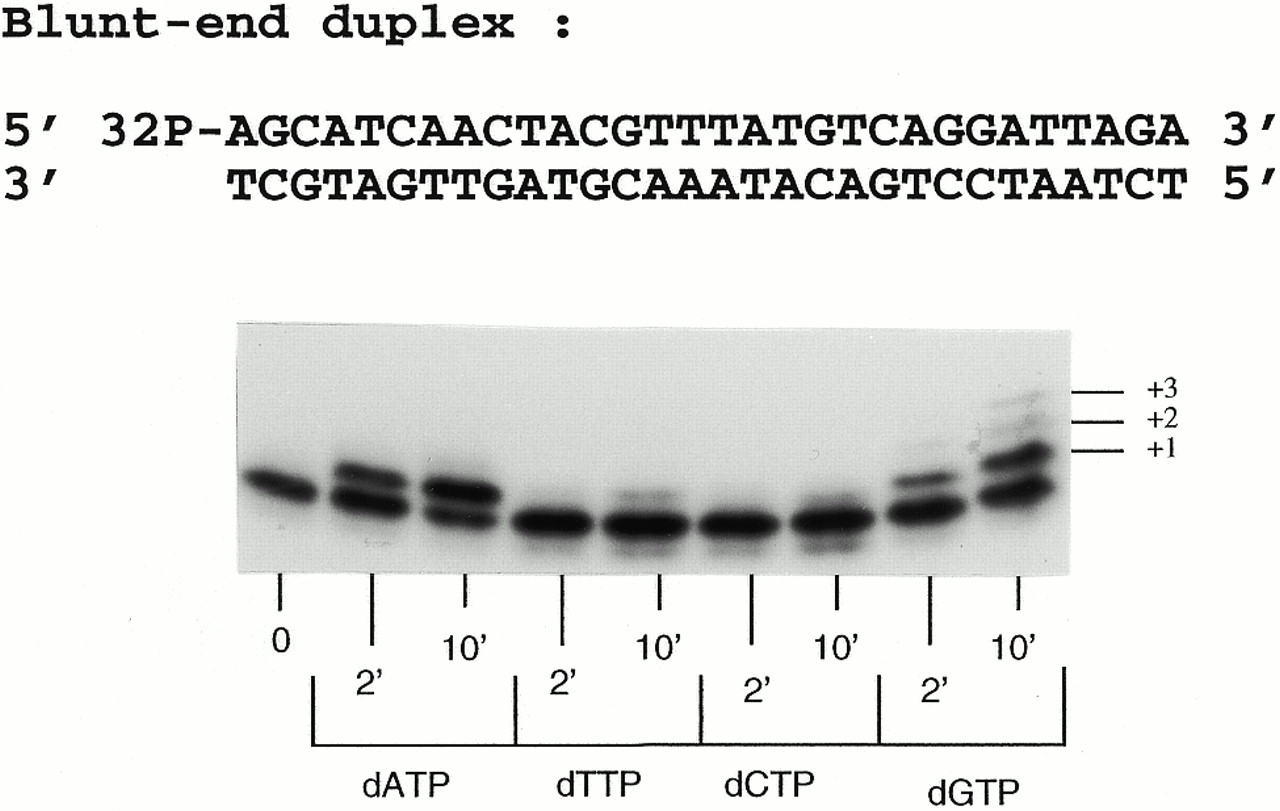 Blunt-end duplex :
5' 32P-AGCATCAACTACGTTTATGTCAGGATTAGA 3'
3' TCGTAGTTGATGCAAATACAGTCCTAATCT 5'
+3
+2
+1
0 2' 10' 2' 10' 2' 10' 2' 10'
dATP dTTP dCTP dGTP